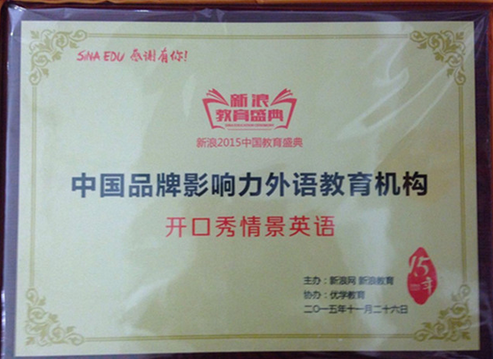 SINA EDU 感谢有你!
新浪
教育盛典
新浪2015中国教育盛典
中国品牌影响力外语教育机构
开口秀情景英语
主办:新浪网 新浪教育
协办:优学教育
二〇一五年十一月二十六日
15年